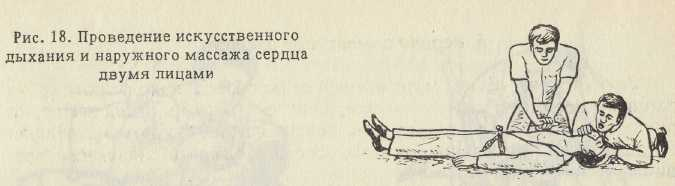 Рис. 18. Проведение искусственного
дыхания и наружного массажа сердца
двумя лицами